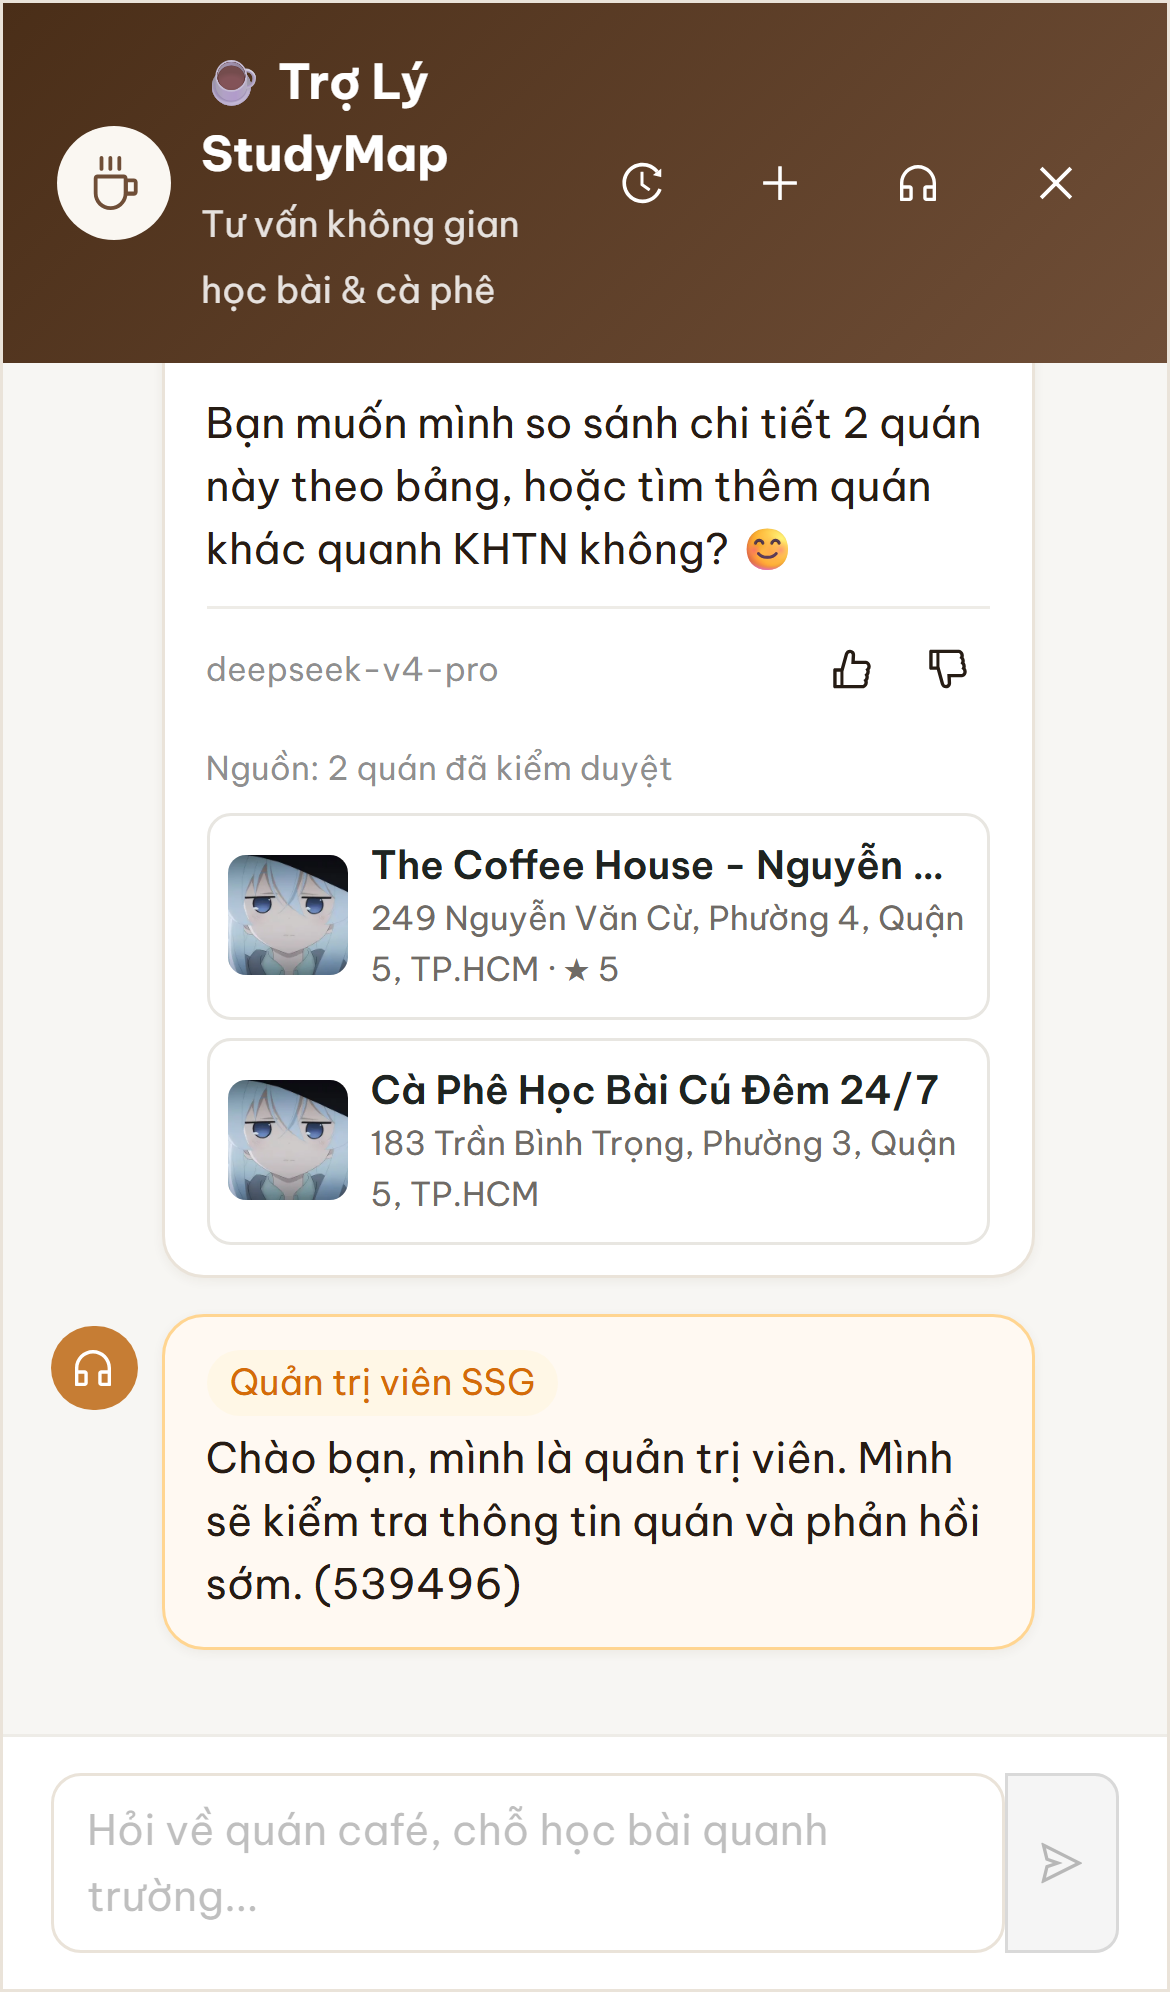 Trợ Lý
StudyMap
Tư vấn không gian
học bài & cà phê
Bạn muốn mình so sánh chi tiết 2 quán
này theo bảng, hoặc tìm thêm quán
khác quanh KHTN không? 😊
deepseek-v4-pro
Nguồn: 2 quán đã kiểm duyệt
The Coffee House - Nguyễn ...
249 Nguyễn Văn Cừ, Phường 4, Quận
5, TP.HCM · ★ 5
Cà Phê Học Bài Cú Đêm 24/7
183 Trần Bình Trọng, Phường 3, Quận
5, TP.HCM
Quản trị viên SSG
Chào bạn, mình là quản trị viên. Mình
sẽ kiểm tra thông tin quán và phản hồi
sớm. (539496)
Hỏi về quán café, chỗ học bài quanh
trường...